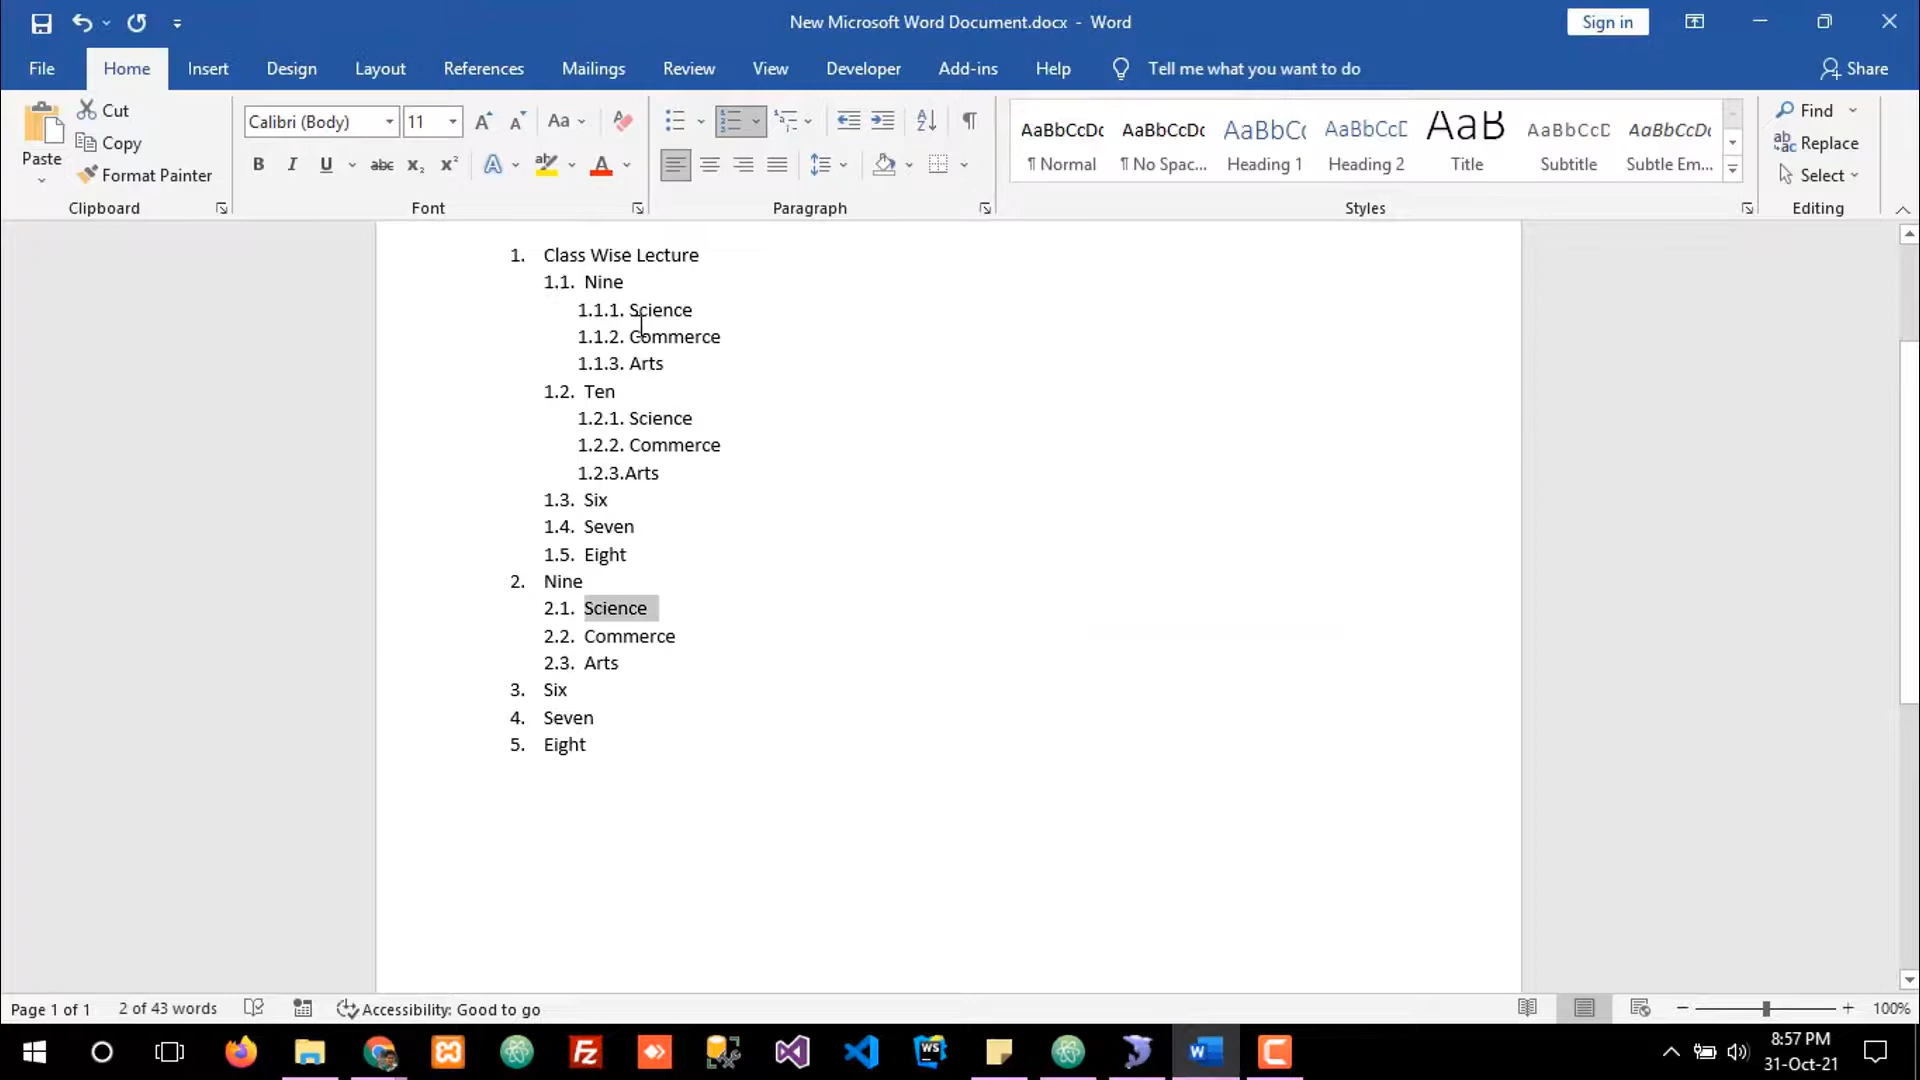 New Microsoft Word Document.docx - Word
Sign in
File Home Insert Design Layout References Mailings Review View Developer Add-ins Help Tell me what you want to do Share
Paste
Cut
Copy
Format Painter
Clipboard
Calibri (Body) 11
Aa
B I U abc x₂ x² A A
Font
Paragraph
AaBbCcDc AaBbCcDc AaBbCc AaBbCcD AaB AaBbCcD AaBbCcDc
¶ Normal ¶ No Spac... Heading 1 Heading 2 Title Subtitle Subtle Em...
Styles
Find
Replace
Select
Editing
1. Class Wise Lecture
1.1. Nine
1.1.1. Science
1.1.2. Commerce
1.1.3. Arts
1.2. Ten
1.2.1. Science
1.2.2. Commerce
1.2.3.Arts
1.3. Six
1.4. Seven
1.5. Eight
2. Nine
2.1. Science
2.2. Commerce
2.3. Arts
3. Six
4. Seven
5. Eight
Page 1 of 1 2 of 43 words Accessibility: Good to go 100%
8:57 PM
31-Oct-21